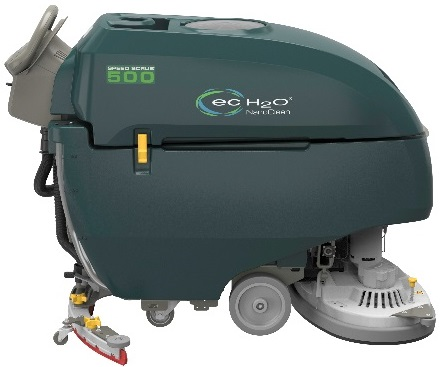 SPEED SCRUB
500
ec H2O
NanoClean